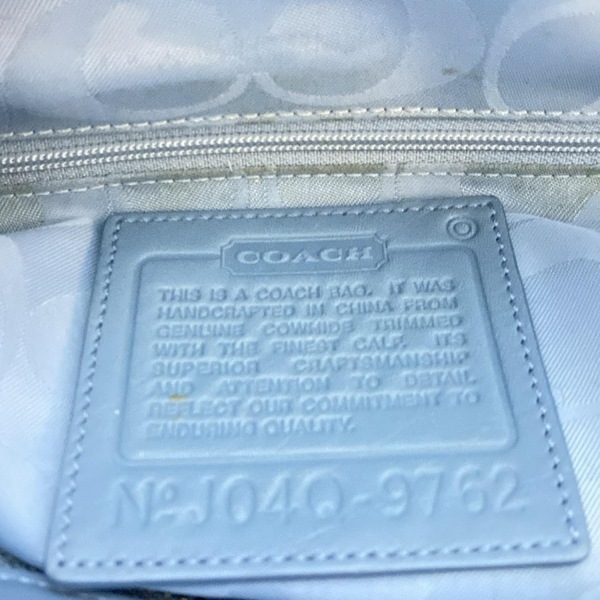 COACH
THIS IS A COACH BAG. IT WAS
HANDCRAFTED IN CHINA FROM
GENUINE COWHIDE TRIMMED
WITH THE FINEST CALF. ITS
SUPERIOR CRAFTSMANSHIP
AND ATTENTION TO DETAIL
REFLECT OUR COMMITMENT TO
ENDURING QUALITY.
No J04Q-9762